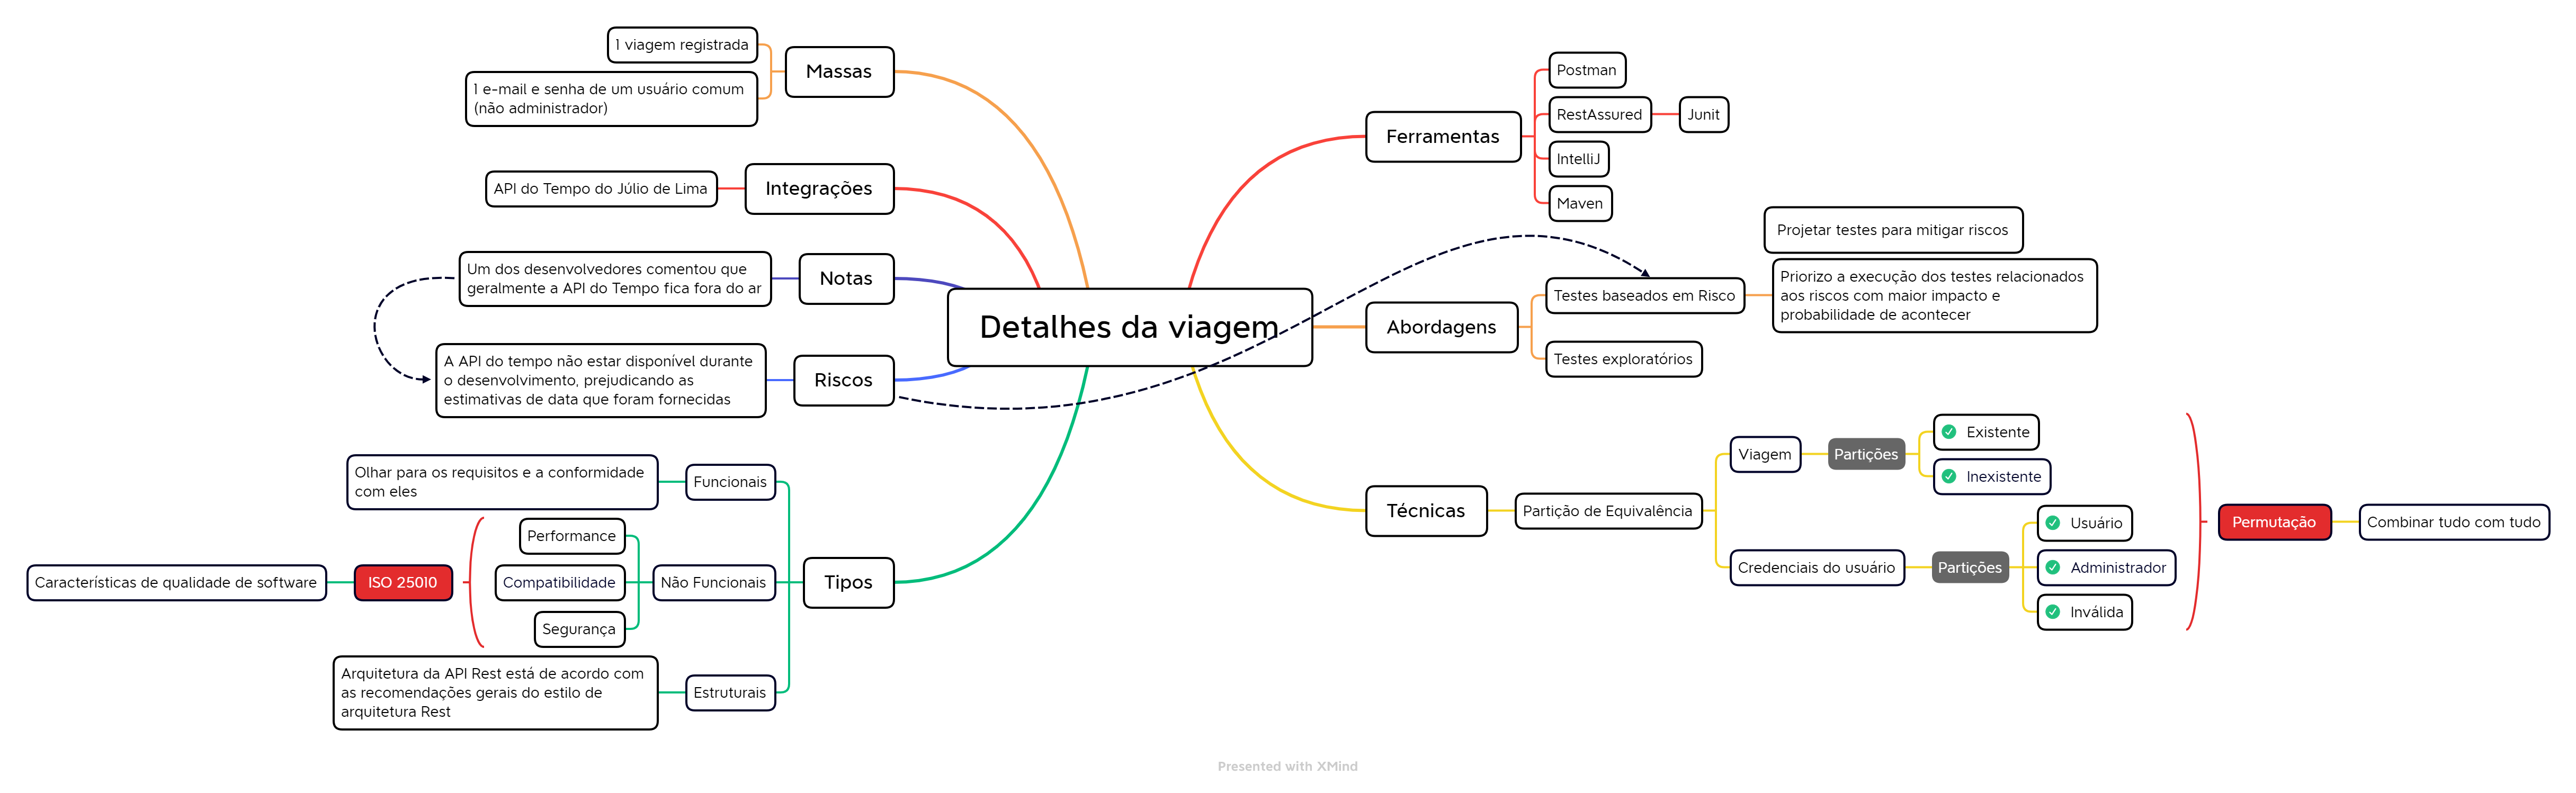 Detalhes da viagem
Massas
1 viagem registrada
1 e-mail e senha de um usuário comum
(não administrador)
Integrações
API do Tempo do Júlio de Lima
Notas
Um dos desenvolvedores comentou que
geralmente a API do Tempo fica fora do ar
Riscos
A API do tempo não estar disponível durante
o desenvolvimento, prejudicando as
estimativas de data que foram fornecidas
Tipos
Funcionais
Olhar para os requisitos e a conformidade
com eles
Não Funcionais
Performance
Compatibilidade
Segurança
ISO 25010
Características de qualidade de software
Estruturais
Arquitetura da API Rest está de acordo com
as recomendações gerais do estilo de
arquitetura Rest
Ferramentas
Postman
RestAssured
Junit
IntelliJ
Maven
Abordagens
Testes baseados em Risco
Projetar testes para mitigar riscos
Priorizo a execução dos testes relacionados
aos riscos com maior impacto e
probabilidade de acontecer
Testes exploratórios
Técnicas
Partição de Equivalência
Viagem
Partições
Existente
Inexistente
Credenciais do usuário
Partições
Usuário
Administrador
Inválida
Permutação
Combinar tudo com tudo
Presented with XMind